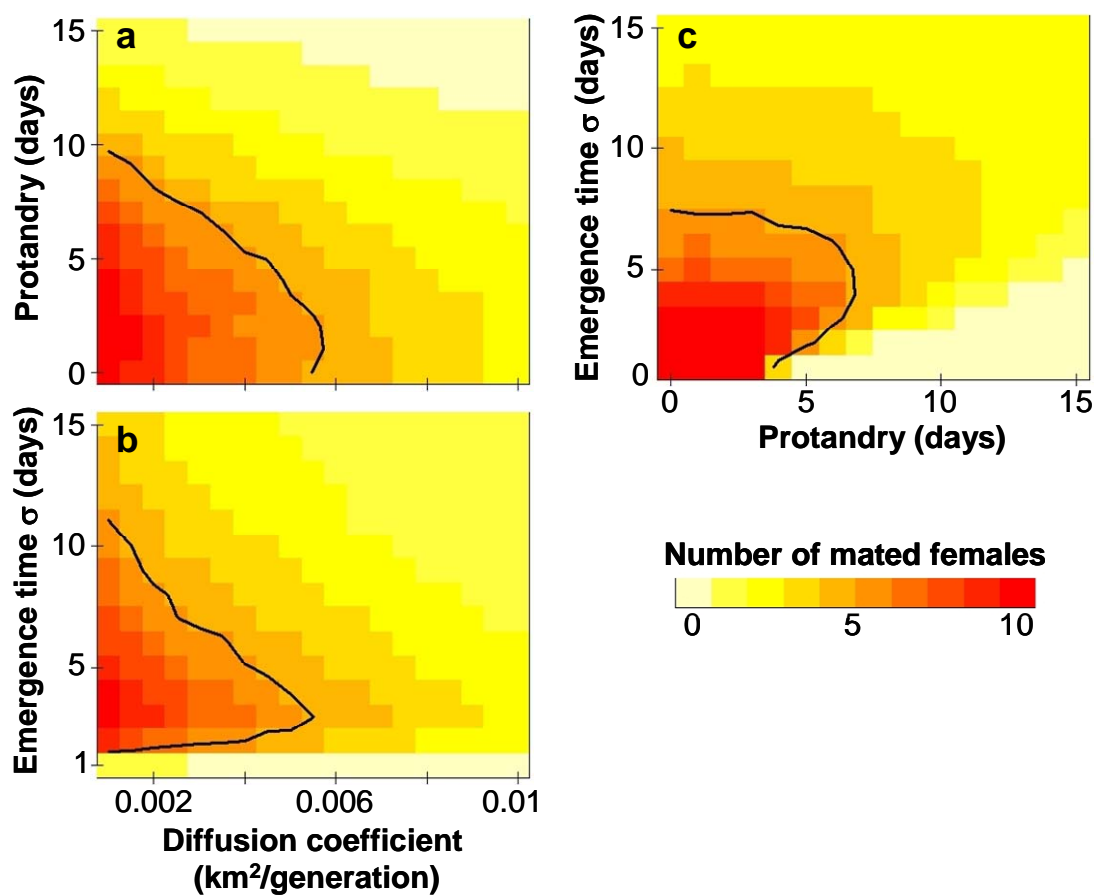 a
Protandry (days)
15
10
5
0
b
Emergence time σ (days)
15
10
5
1
0.002
0.006
0.01
Diffusion coefficient
(km²/generation)
c
Emergence time σ (days)
15
10
5
0
0
5
10
15
Protandry (days)
Number of mated females
0
5
10